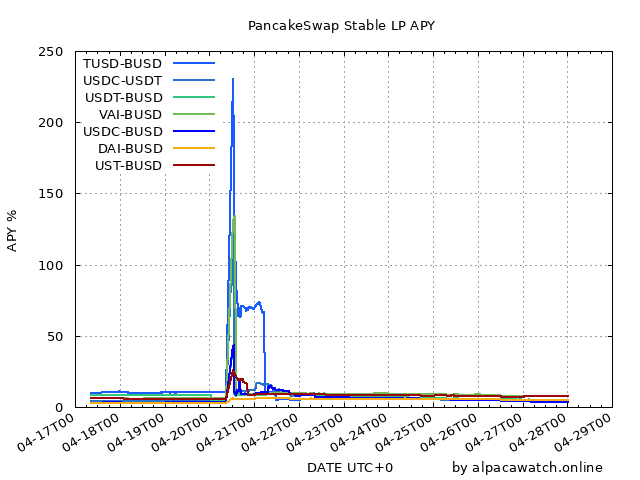 PancakeSwap Stable LP APY
250
200
150
100
50
0
APY %
TUSD-BUSD
USDC-USDT
USDT-BUSD
VAI-BUSD
USDC-BUSD
DAI-BUSD
UST-BUSD
04-17T00
04-18T00
04-19T00
04-20T00
04-21T00
04-22T00
04-23T00
04-24T00
04-25T00
04-26T00
04-27T00
04-28T00
04-29T00
DATE UTC+0
by alpacawatch.online